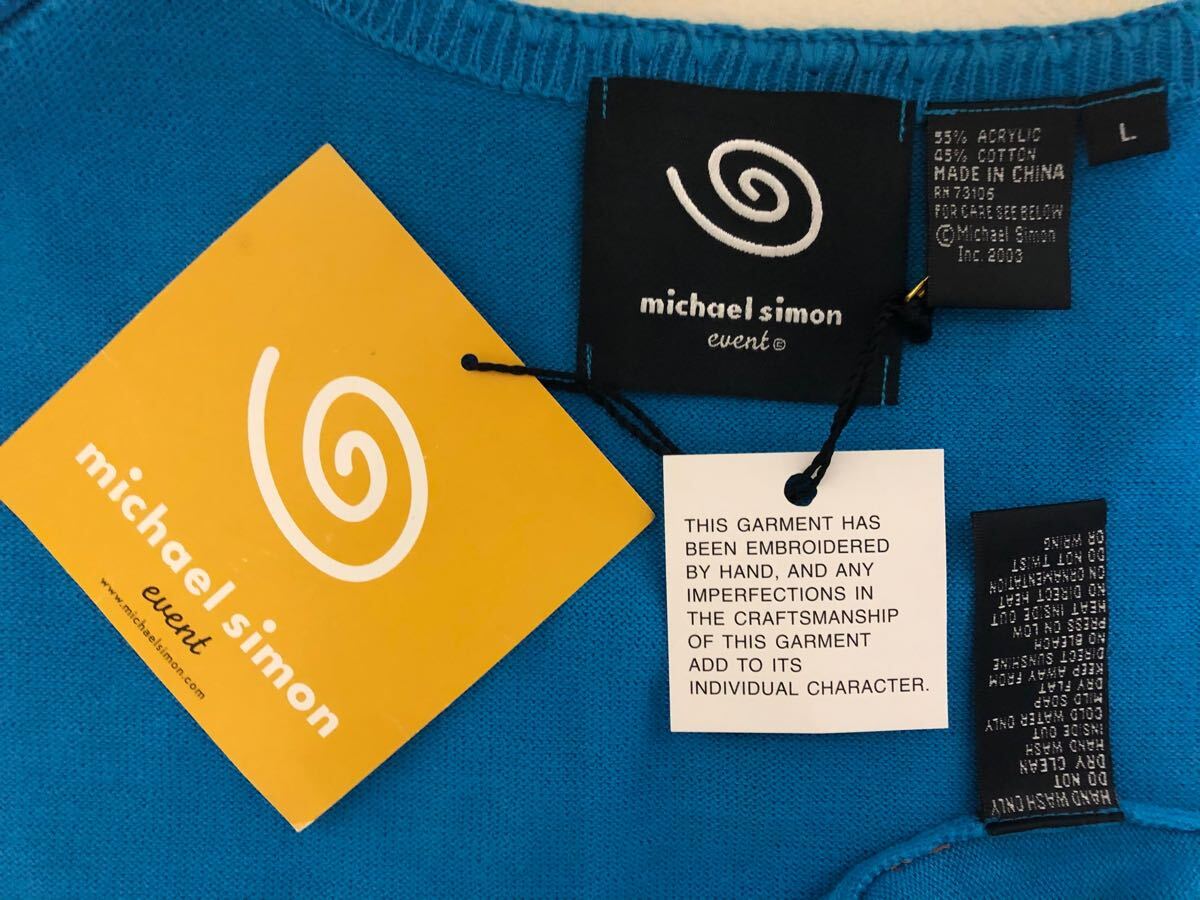 michael simon
event
www.michaelsimon.com
michael simon
event©
55% ACRYLIC
45% COTTON
MADE IN CHINA
RN 73105
FOR CARE SEE BELOW
©Michael Simon
Inc. 2003
L
THIS GARMENT HAS
BEEN EMBROIDERED
BY HAND, AND ANY
IMPERFECTIONS IN
THE CRAFTSMANSHIP
OF THIS GARMENT
ADD TO ITS
INDIVIDUAL CHARACTER.
HAND WASH ONLY
DO NOT
DRY CLEAN
HAND WASH
INSIDE OUT
COLD WATER ONLY
MILD SOAP
DRY FLAT
KEEP AWAY FROM
DIRECT SUNSHINE
NO BLEACH
PRESS ON LOW
HEAT INSIDE OUT
NO DIRECT HEAT
ON ORNAMENTATION
DO NOT TWIST
OR WRING